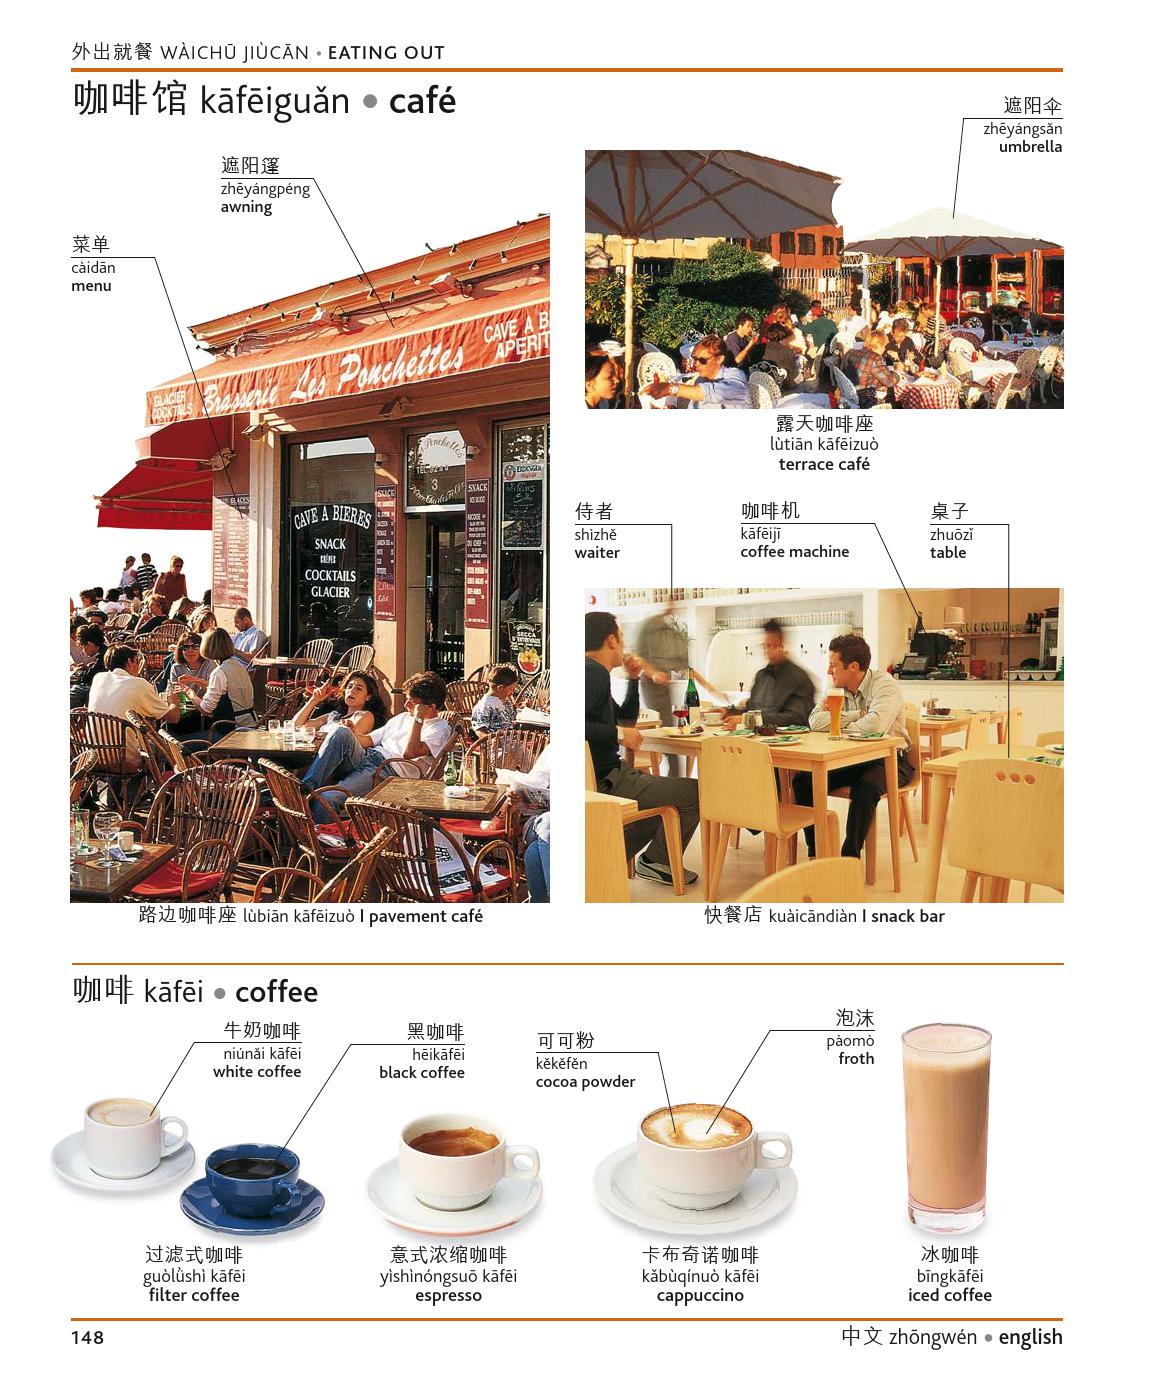 外出就餐 WÀICHŪ JIÙCĀN • EATING OUT
咖啡馆 kāfēiguǎn • café
遮阳篷
zhēyángpéng
awning
菜单
càidān
menu
GLACIER
COCKTAILS
Brasserie Les Ponchettes
CAVE A B
APERIT
GLACES
SNACK
SNACK
3
CAVE A BIERES
SNACK
CRÊPES
COCKTAILS
GLACIER
路边咖啡座 lùbiān kāfēizuò I pavement café
遮阳伞
zhēyángsǎn
umbrella
露天咖啡座
lùtiān kāfēizuò
terrace café
侍者
shìzhě
waiter
咖啡机
kāfēijī
coffee machine
桌子
zhuōzǐ
table
快餐店 kuàicāndiàn I snack bar
咖啡 kāfēi • coffee
牛奶咖啡
niúnǎi kāfēi
white coffee
黑咖啡
hēikāfēi
black coffee
可可粉
kěkěfěn
cocoa powder
泡沫
pàomò
froth
过滤式咖啡
guòlǜshì kāfēi
filter coffee
意式浓缩咖啡
yìshìnóngsuō kāfēi
espresso
卡布奇诺咖啡
kǎbùqínuò kāfēi
cappuccino
冰咖啡
bīngkāfēi
iced coffee
148
中文 zhōngwén • english